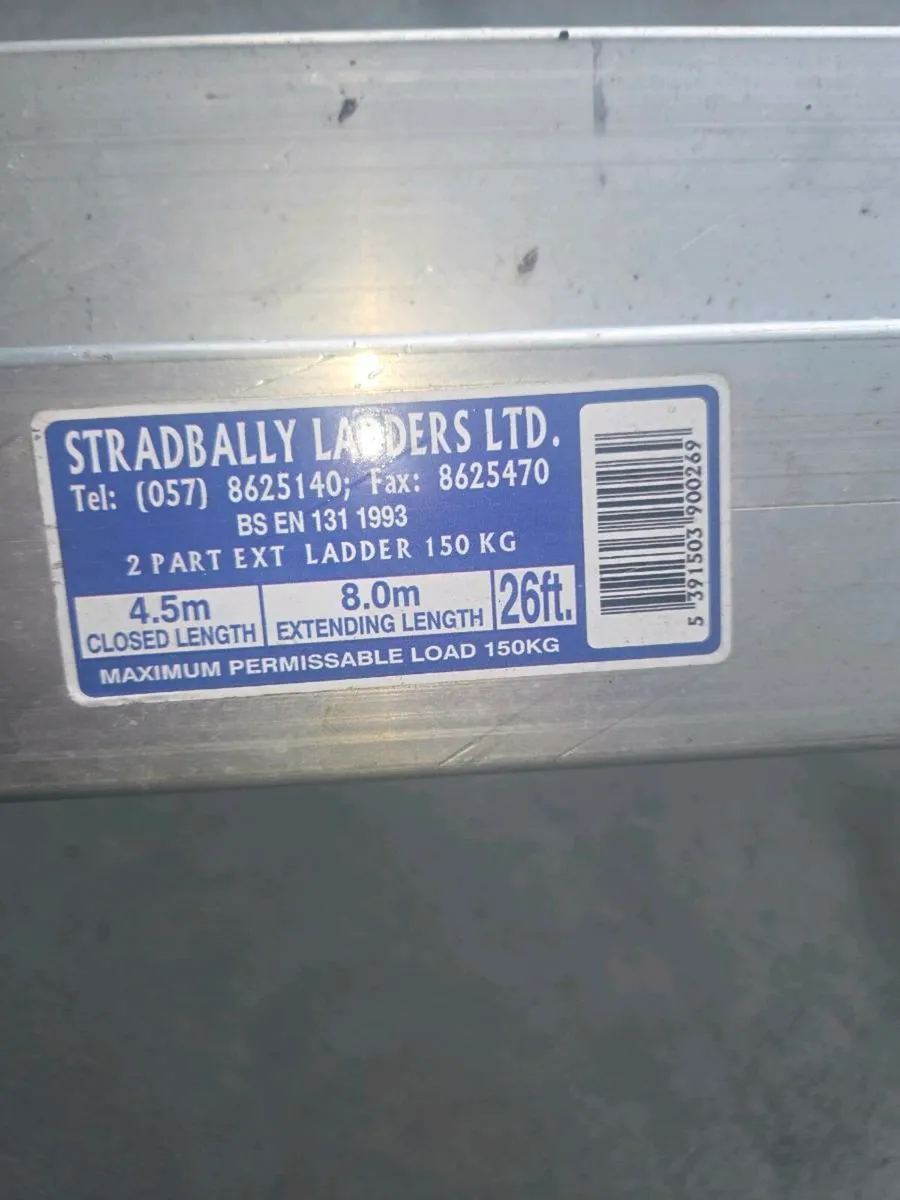 STRADBALLY LADDERS LTD.
Tel: (057) 8625140; Fax: 8625470
BS EN 131 1993
2 PART EXT LADDER 150 KG
4.5m
CLOSED LENGTH
8.0m
EXTENDING LENGTH
26ft.
MAXIMUM PERMISSABLE LOAD 150KG
5 391503 900269